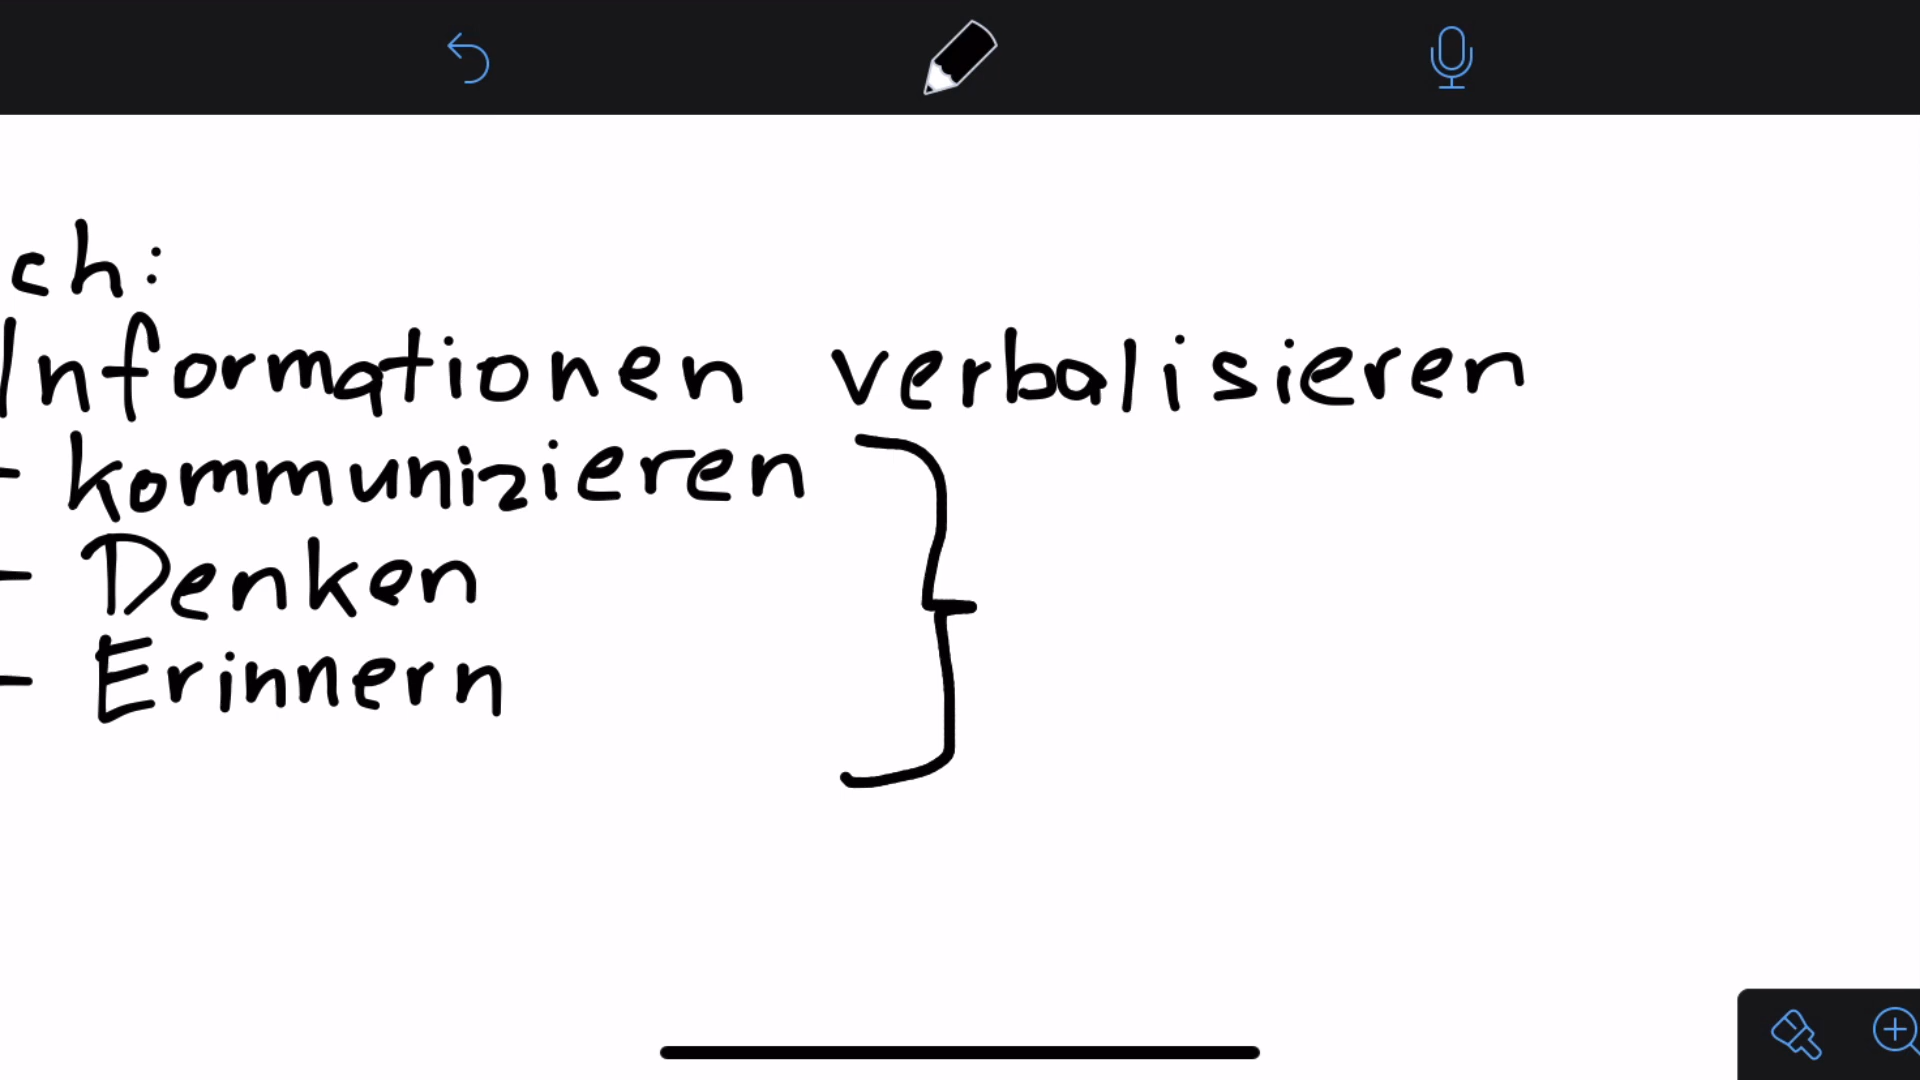 ch:
Informationen verbalisieren
- kommunizieren
- Denken
- Erinnern